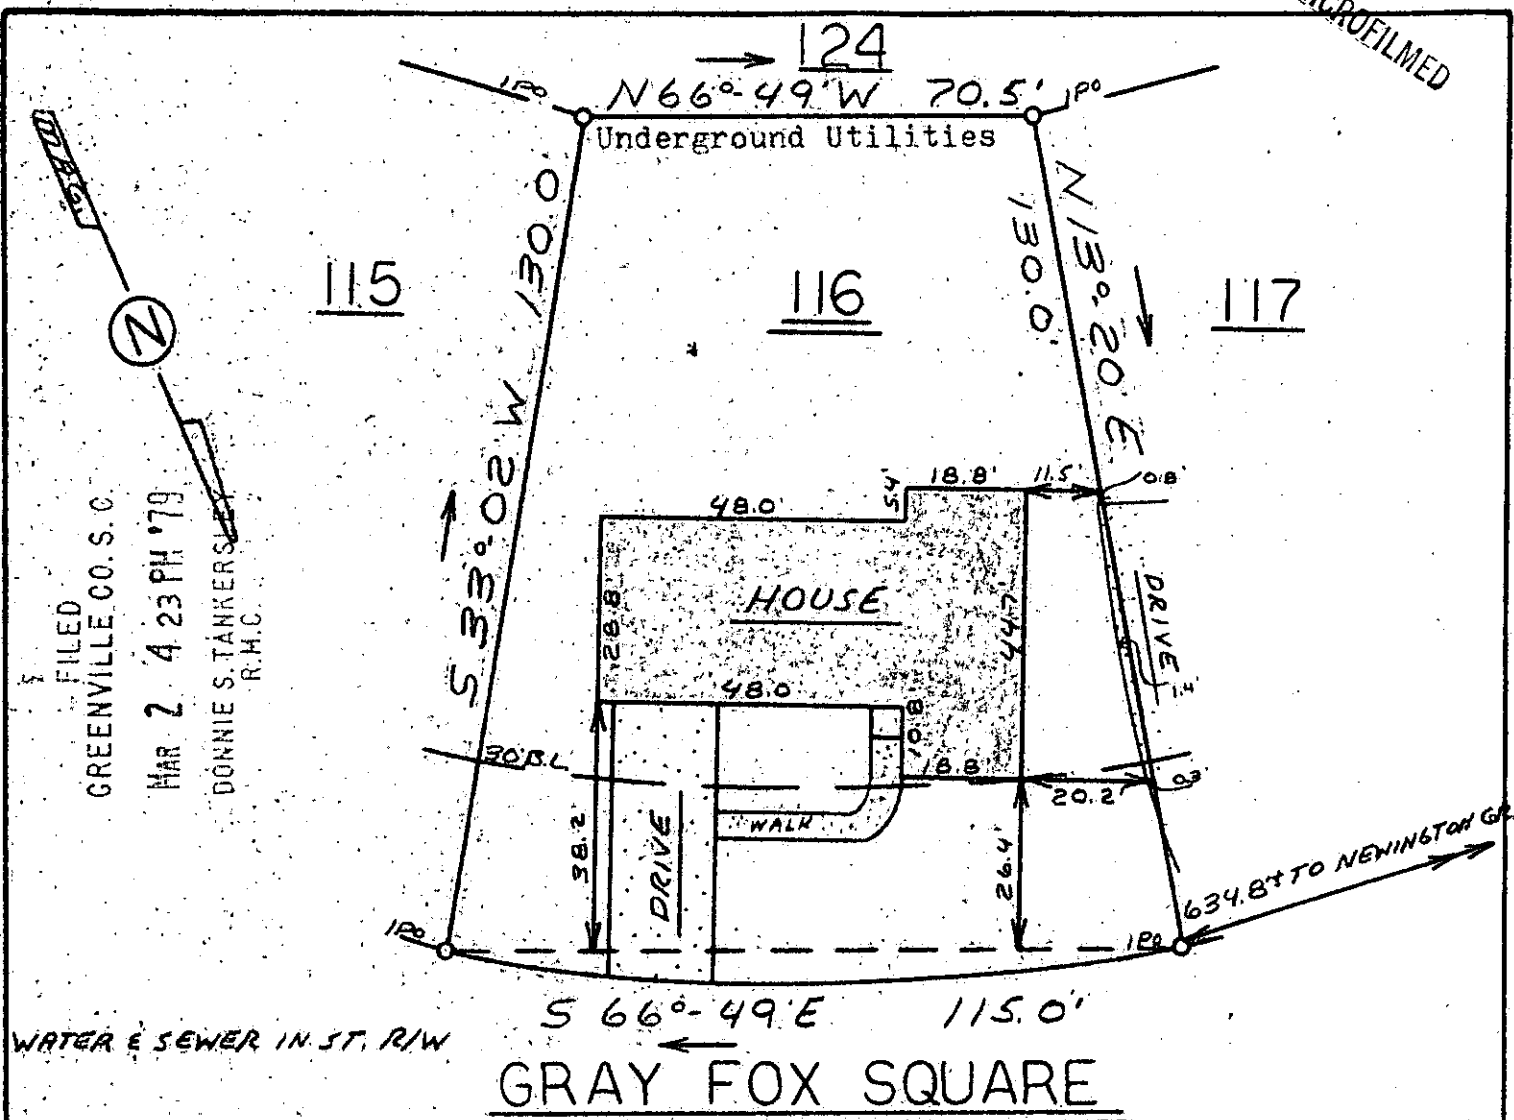 124
N 66°-49'W 70.5'
IPO
IPO
Underground Utilities
115
116
117
S 33°-02 W 130.0
N 13°-20 E
130.0'
N
FILED
GREENVILLE CO. S. C.
MAR 2 4 23 PM '79
DONNIE S. TANKERSLEY
R.M.C.
48.0
5.4'
18.8'
11.5'
0.8'
HOUSE
28.8'
44.7'
DRIVE
1.4'
48.0
10.8
30' B.L.
18.8
20.2'
0.3'
38.2
DRIVE
WALK
26.4'
634.8'± TO NEWINGTON GR.
IPO
IPO
S 66°-49'E 115.0'
WATER & SEWER IN ST. R/W
GRAY FOX SQUARE